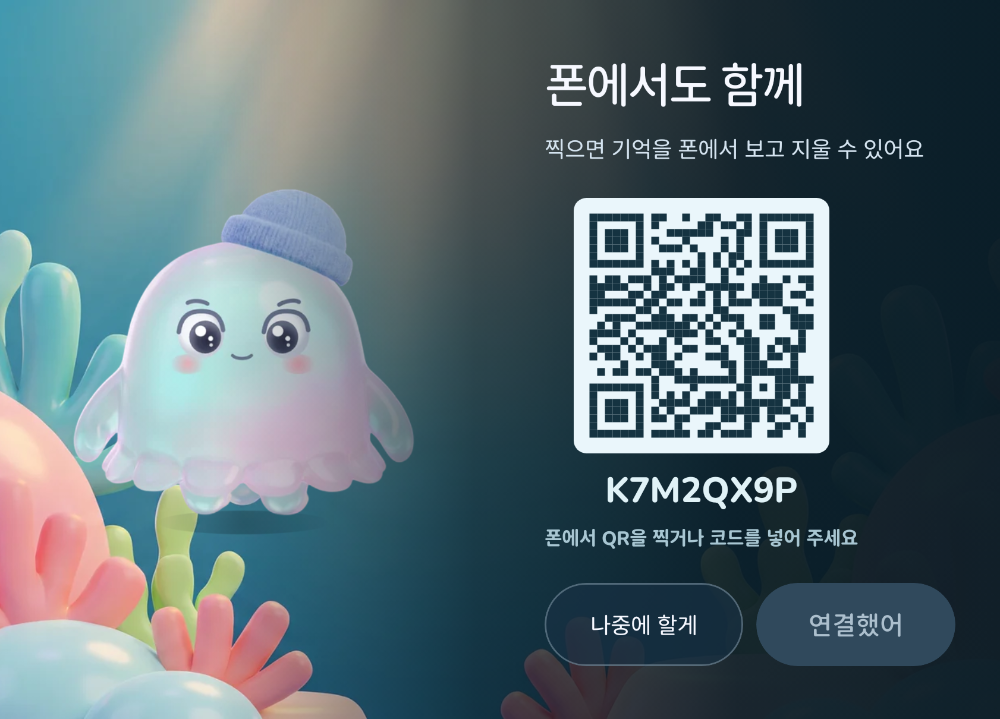 폰에서도 함께
찍으면 기억을 폰에서 보고 지울 수 있어요
K7M2QX9P
폰에서 QR을 찍거나 코드를 넣어 주세요
나중에 할게
연결했어